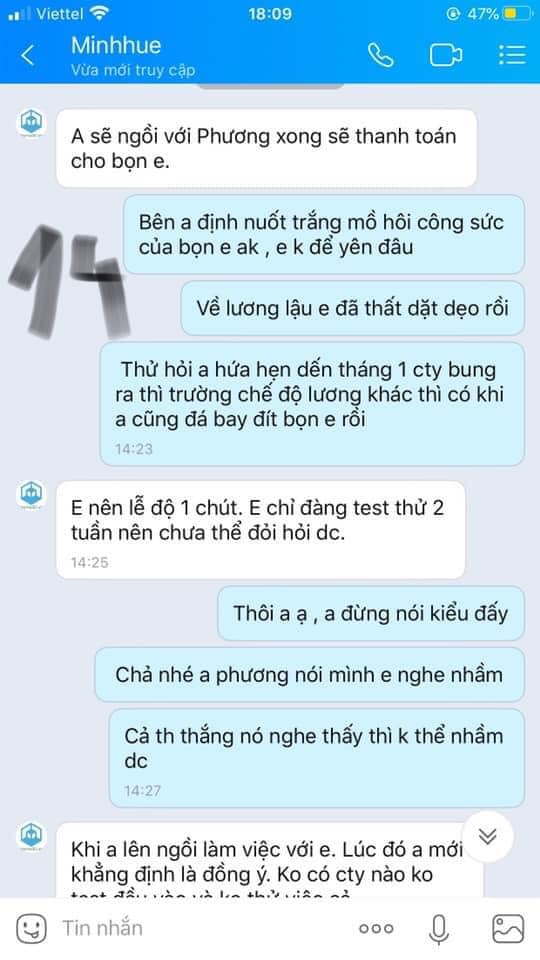 Viettel 18:09 47%
Minhhue
Vừa mới truy cập
A sẽ ngồi với Phương xong sẽ thanh toán
cho bọn e.
Bên a định nuốt trắng mồ hôi công sức
của bọn e ak , e k để yên đâu
14
Về lương lậu e đã thất dặt dẹo rồi
Thử hỏi a hứa hẹn dến tháng 1 cty bung
ra thì trường chế độ lương khác thì có khi
a cũng đá bay đít bọn e rồi
14:23
E nên lễ độ 1 chút. E chỉ đàng test thử 2
tuần nên chưa thể đỏi hỏi dc.
14:25
Thôi a ạ , a đừng nói kiểu đấy
Chả nhé a phương nói mình e nghe nhầm
Cả th thắng nó nghe thấy thì k thể nhầm
dc
14:27
Khi a lên ngồi làm việc với e. Lúc đó a mới
khẳng định là đồng ý. Ko có cty nào ko
Tin nhắn